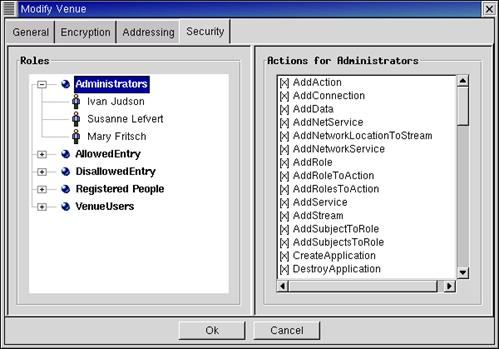 Modify Venue
General Encryption Addressing Security
Roles
Administrators
Ivan Judson
Susanne Lefvert
Mary Fritsch
AllowedEntry
DisallowedEntry
Registered People
VenueUsers
Actions for Administrators
[X] AddAction
[X] AddConnection
[X] AddData
[X] AddNetService
[X] AddNetworkLocationToStream
[X] AddNetworkService
[X] AddRole
[X] AddRoleToAction
[X] AddRolesToAction
[X] AddService
[X] AddStream
[X] AddSubjectToRole
[X] AddSubjectsToRole
[X] CreateApplication
[X] DestroyApplication
Ok Cancel